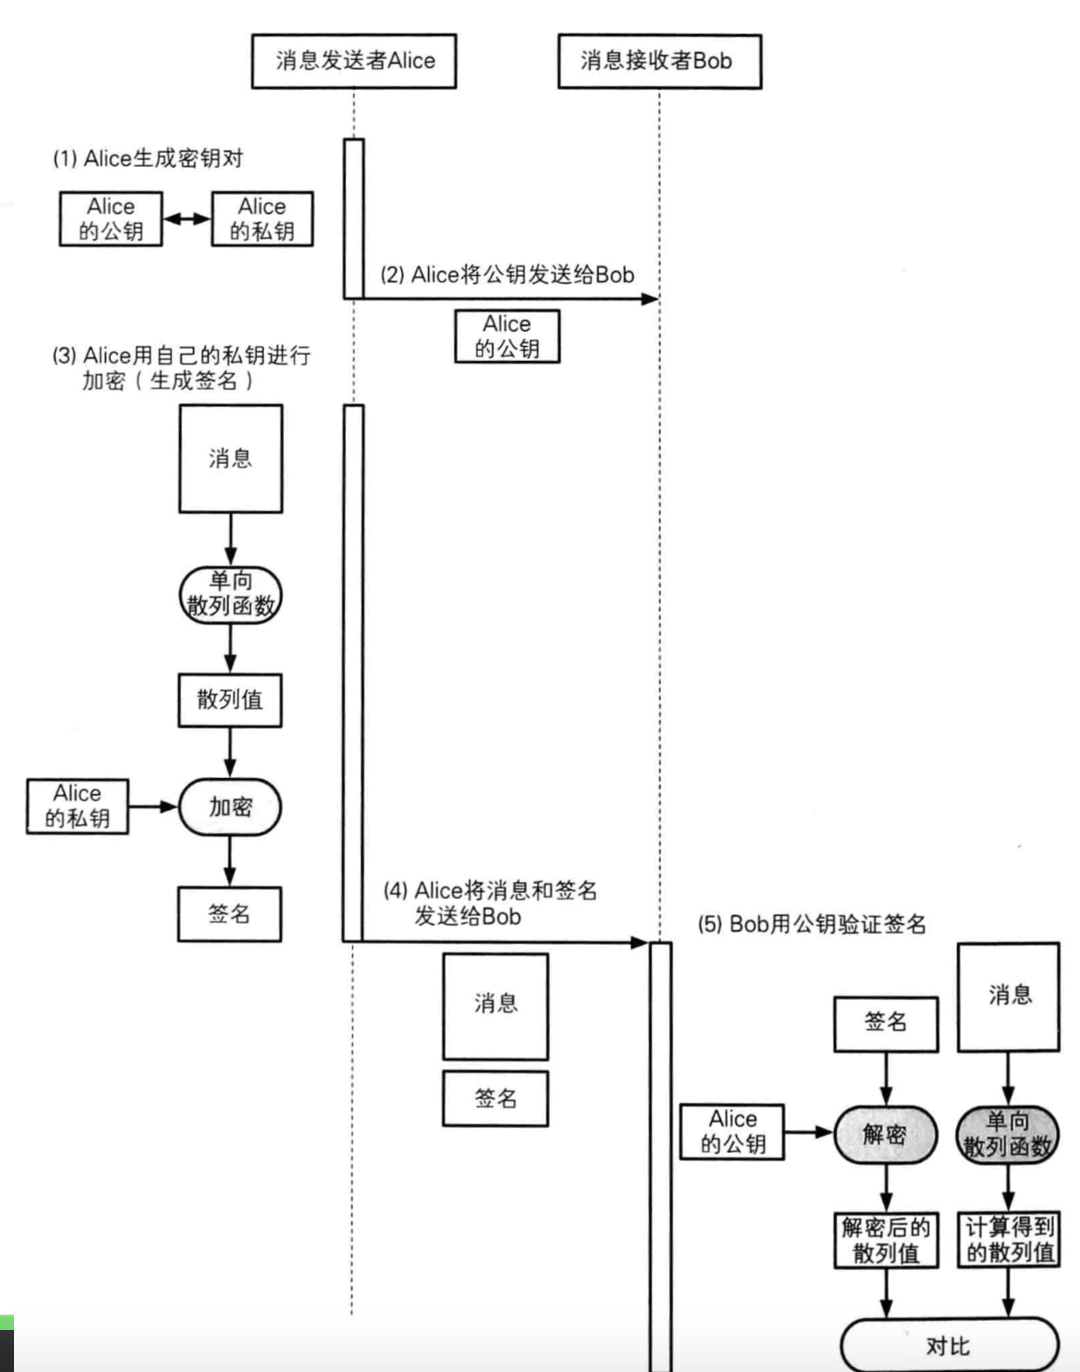 消息发送者Alice
消息接收者Bob
(1) Alice生成密钥对
Alice
的公钥
Alice
的私钥
(2) Alice将公钥发送给Bob
Alice
的公钥
(3) Alice用自己的私钥进行
加密（生成签名）
消息
单向
散列函数
散列值
Alice
的私钥
加密
签名
(4) Alice将消息和签名
发送给Bob
消息
签名
(5) Bob用公钥验证签名
签名
消息
Alice
的公钥
解密
单向
散列函数
解密后的
散列值
计算得到
的散列值
对比